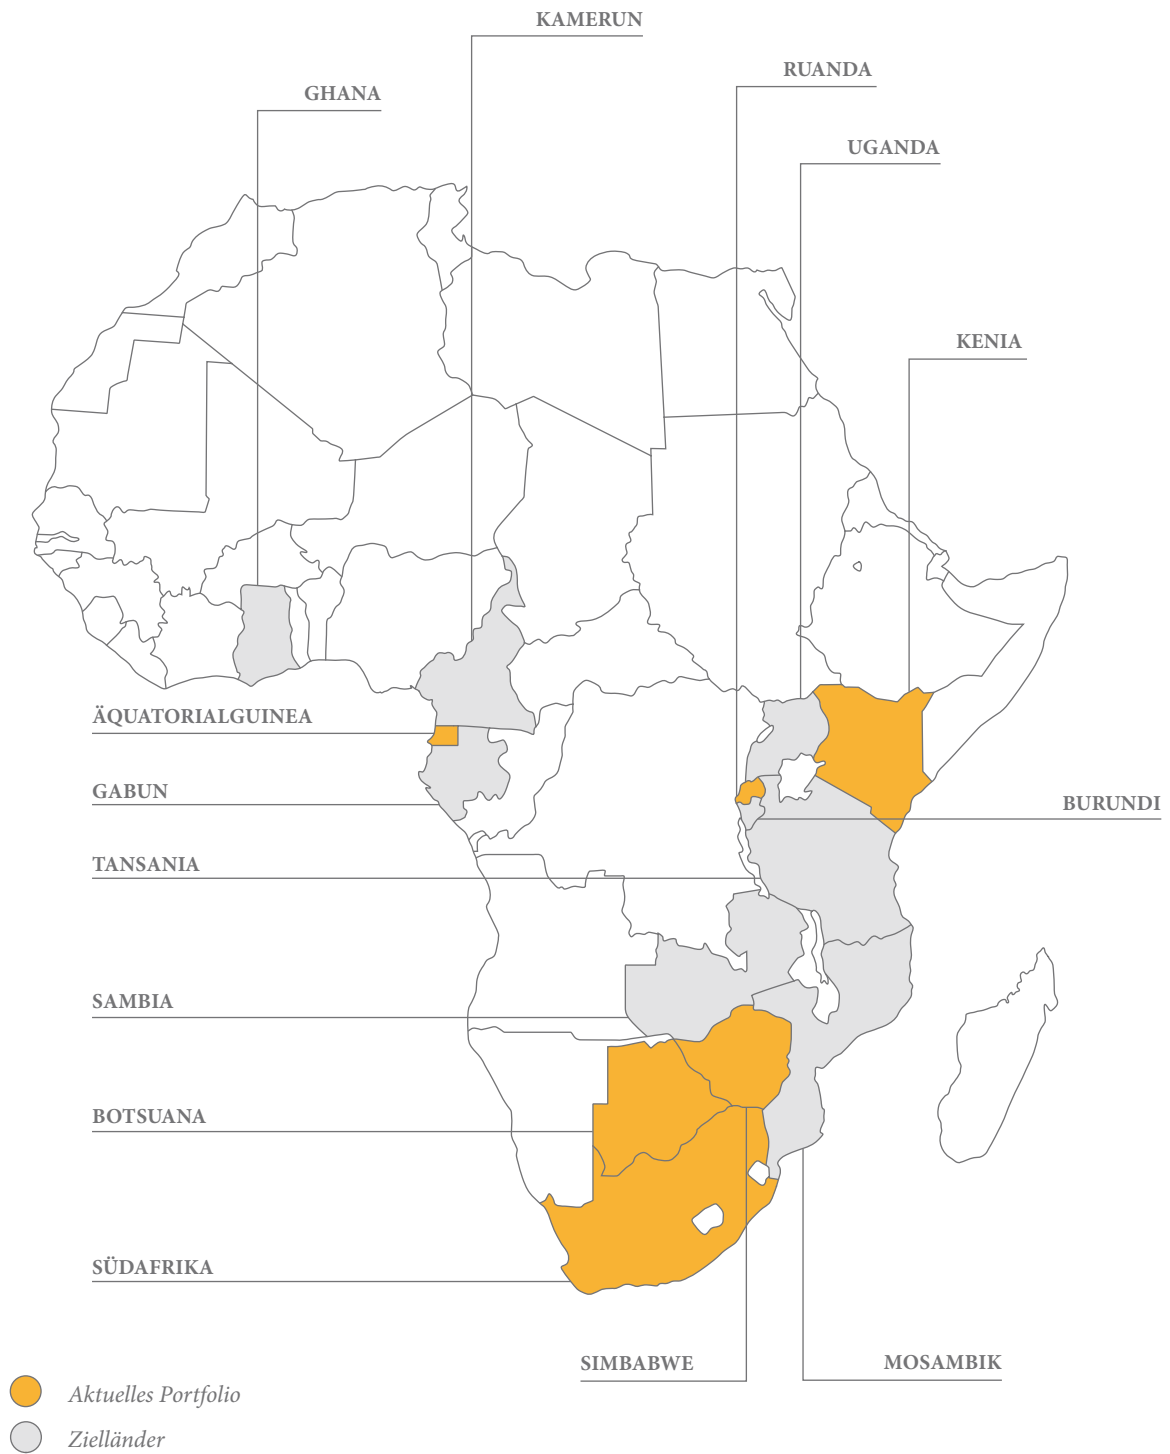 KAMERUN
RUANDA
GHANA
UGANDA
KENIA
ÄQUATORIALGUINEA
GABUN
BURUNDI
TANSANIA
SAMBIA
BOTSUANA
SÜDAFRIKA
SIMBABWE
MOSAMBIK
Aktuelles Portfolio
Zielländer